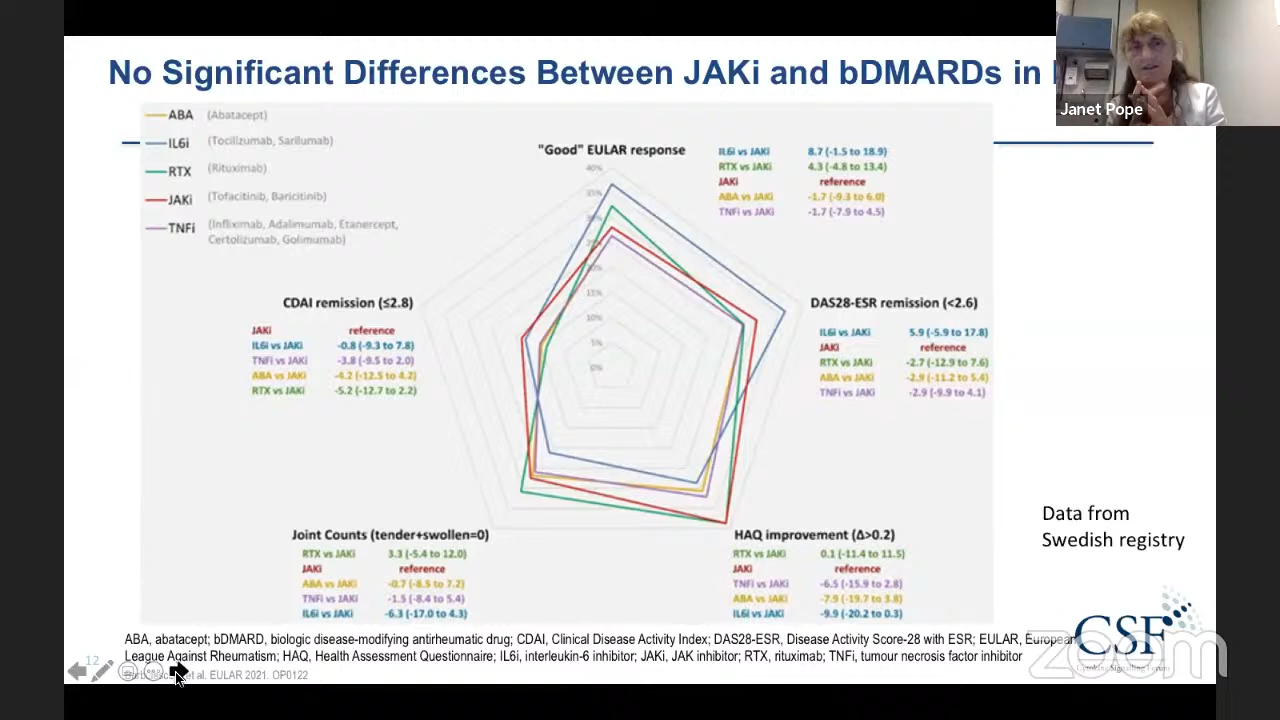 No Significant Differences Between JAKi and bDMARDs in
Janet Pope
ABA (Abatacept)
IL6i (Tocilizumab, Sarilumab)
RTX (Rituximab)
JAKi (Tofacitinib, Baricitinib)
TNFi (Infliximab, Adalimumab, Etanercept,
Certolizumab, Golimumab)
"Good" EULAR response
IL6i vs JAKi 8.7 (-1.5 to 18.9)
RTX vs JAKi 4.3 (-4.8 to 13.4)
JAKi reference
ABA vs JAKi -1.7 (-9.3 to 6.0)
TNFi vs JAKi -1.7 (-7.9 to 4.5)
40%
35%
30%
25%
20%
15%
10%
5%
0%
CDAI remission (≤2.8)
JAKi reference
IL6i vs JAKi -0.8 (-9.3 to 7.8)
TNFi vs JAKi -3.8 (-9.5 to 2.0)
ABA vs JAKi -4.2 (-12.5 to 4.2)
RTX vs JAKi -5.2 (-12.7 to 2.2)
DAS28-ESR remission (<2.6)
IL6i vs JAKi 5.9 (-5.9 to 17.8)
JAKi reference
RTX vs JAKi -2.7 (-12.9 to 7.6)
ABA vs JAKi -2.9 (-11.2 to 5.4)
TNFi vs JAKi -2.9 (-9.9 to 4.1)
Joint Counts (tender+swollen=0)
RTX vs JAKi 3.3 (-5.4 to 12.0)
JAKi reference
ABA vs JAKi -0.7 (-8.5 to 7.2)
TNFi vs JAKi -1.5 (-8.4 to 5.4)
IL6i vs JAKi -6.3 (-17.0 to 4.3)
HAQ improvement (Δ>0.2)
RTX vs JAKi 0.1 (-11.4 to 11.5)
JAKi reference
TNFi vs JAKi -6.5 (-15.9 to 2.8)
ABA vs JAKi -7.9 (-19.7 to 3.8)
IL6i vs JAKi -9.9 (-20.2 to 0.3)
Data from
Swedish registry
CSF
Cytokine Signalling Forum
zoom
ABA, abatacept; bDMARD, biologic disease-modifying antirheumatic drug; CDAI, Clinical Disease Activity Index; DAS28-ESR, Disease Activity Score-28 with ESR; EULAR, European
League Against Rheumatism; HAQ, Health Assessment Questionnaire; IL6i, interleukin-6 inhibitor; JAKi, JAK inhibitor; RTX, rituximab; TNFi, tumour necrosis factor inhibitor
12
et al. EULAR 2021. OP0122